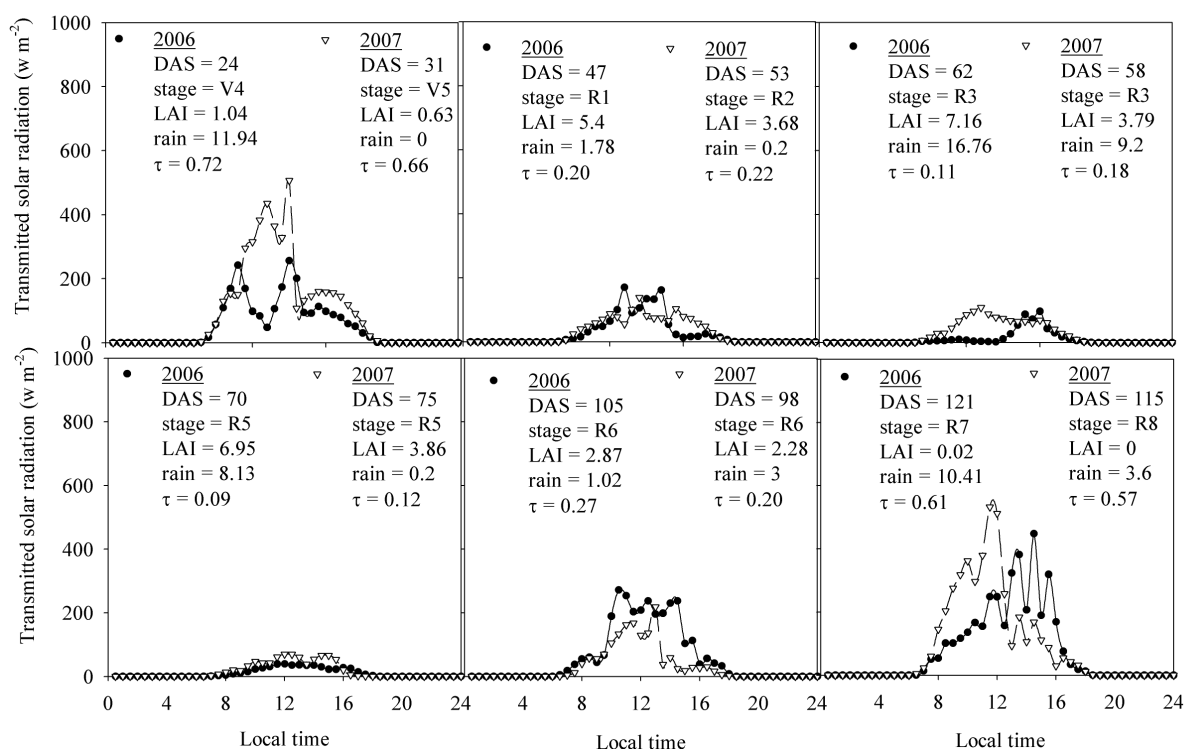 Transmitted solar radiation (w m-2)
1000
800
600
400
200
0
2006
DAS = 24
stage = V4
LAI = 1.04
rain = 11.94
τ = 0.72
2007
DAS = 31
stage = V5
LAI = 0.63
rain = 0
τ = 0.66
2006
DAS = 47
stage = R1
LAI = 5.4
rain = 1.78
τ = 0.20
2007
DAS = 53
stage = R2
LAI = 3.68
rain = 0.2
τ = 0.22
2006
DAS = 62
stage = R3
LAI = 7.16
rain = 16.76
τ = 0.11
2007
DAS = 58
stage = R3
LAI = 3.79
rain = 9.2
τ = 0.18
Transmitted solar radiation (w m-2)
1000
800
600
400
200
0
2006
DAS = 70
stage = R5
LAI = 6.95
rain = 8.13
τ = 0.09
2007
DAS = 75
stage = R5
LAI = 3.86
rain = 0.2
τ = 0.12
2006
DAS = 105
stage = R6
LAI = 2.87
rain = 1.02
τ = 0.27
2007
DAS = 98
stage = R6
LAI = 2.28
rain = 3
τ = 0.20
2006
DAS = 121
stage = R7
LAI = 0.02
rain = 10.41
τ = 0.61
2007
DAS = 115
stage = R8
LAI = 0
rain = 3.6
τ = 0.57
0 4 8 12 16 20 24
4 8 12 16 20 24
4 8 12 16 20 24
Local time
Local time
Local time